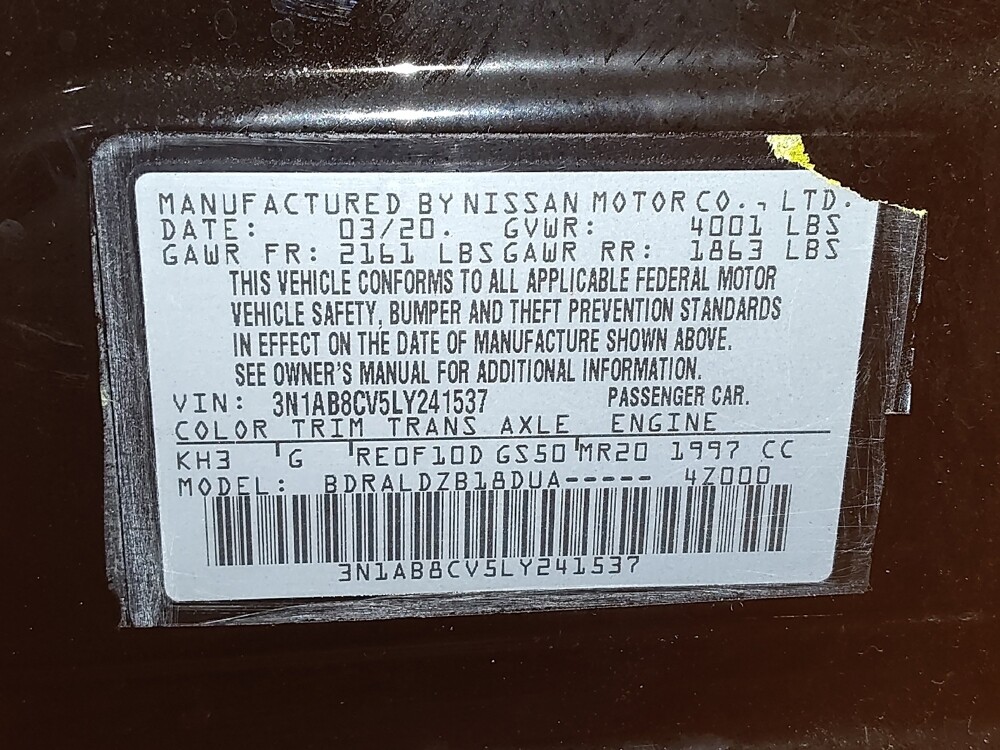 MANUFACTURED BY NISSAN MOTOR CO., LTD.
DATE: 03/20. GVWR: 4001 LBS
GAWR FR: 2161 LBS GAWR RR: 1863 LBS
THIS VEHICLE CONFORMS TO ALL APPLICABLE FEDERAL MOTOR
VEHICLE SAFETY, BUMPER AND THEFT PREVENTION STANDARDS
IN EFFECT ON THE DATE OF MANUFACTURE SHOWN ABOVE.
SEE OWNER'S MANUAL FOR ADDITIONAL INFORMATION.
VIN: 3N1AB8CV5LY241537 PASSENGER CAR.
COLOR TRIM TRANS AXLE ENGINE
KH3 G RE0F10D GS50 MR20 1997 CC
MODEL: BDRALDZB18DUA----- 4Z000
3N1AB8CV5LY241537